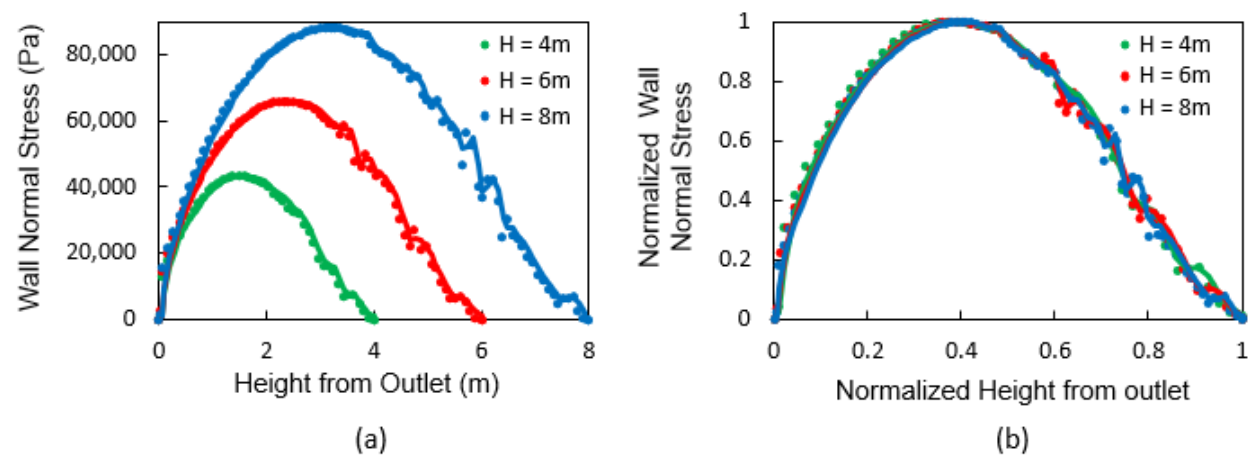 Wall Normal Stress (Pa)
80,000
60,000
40,000
20,000
0
0 2 4 6 8
Height from Outlet (m)
H = 4m
H = 6m
H = 8m
(a)
Normalized Wall
Normal Stress
1
0.8
0.6
0.4
0.2
0
0 0.2 0.4 0.6 0.8 1
Normalized Height from outlet
H = 4m
H = 6m
H = 8m
(b)